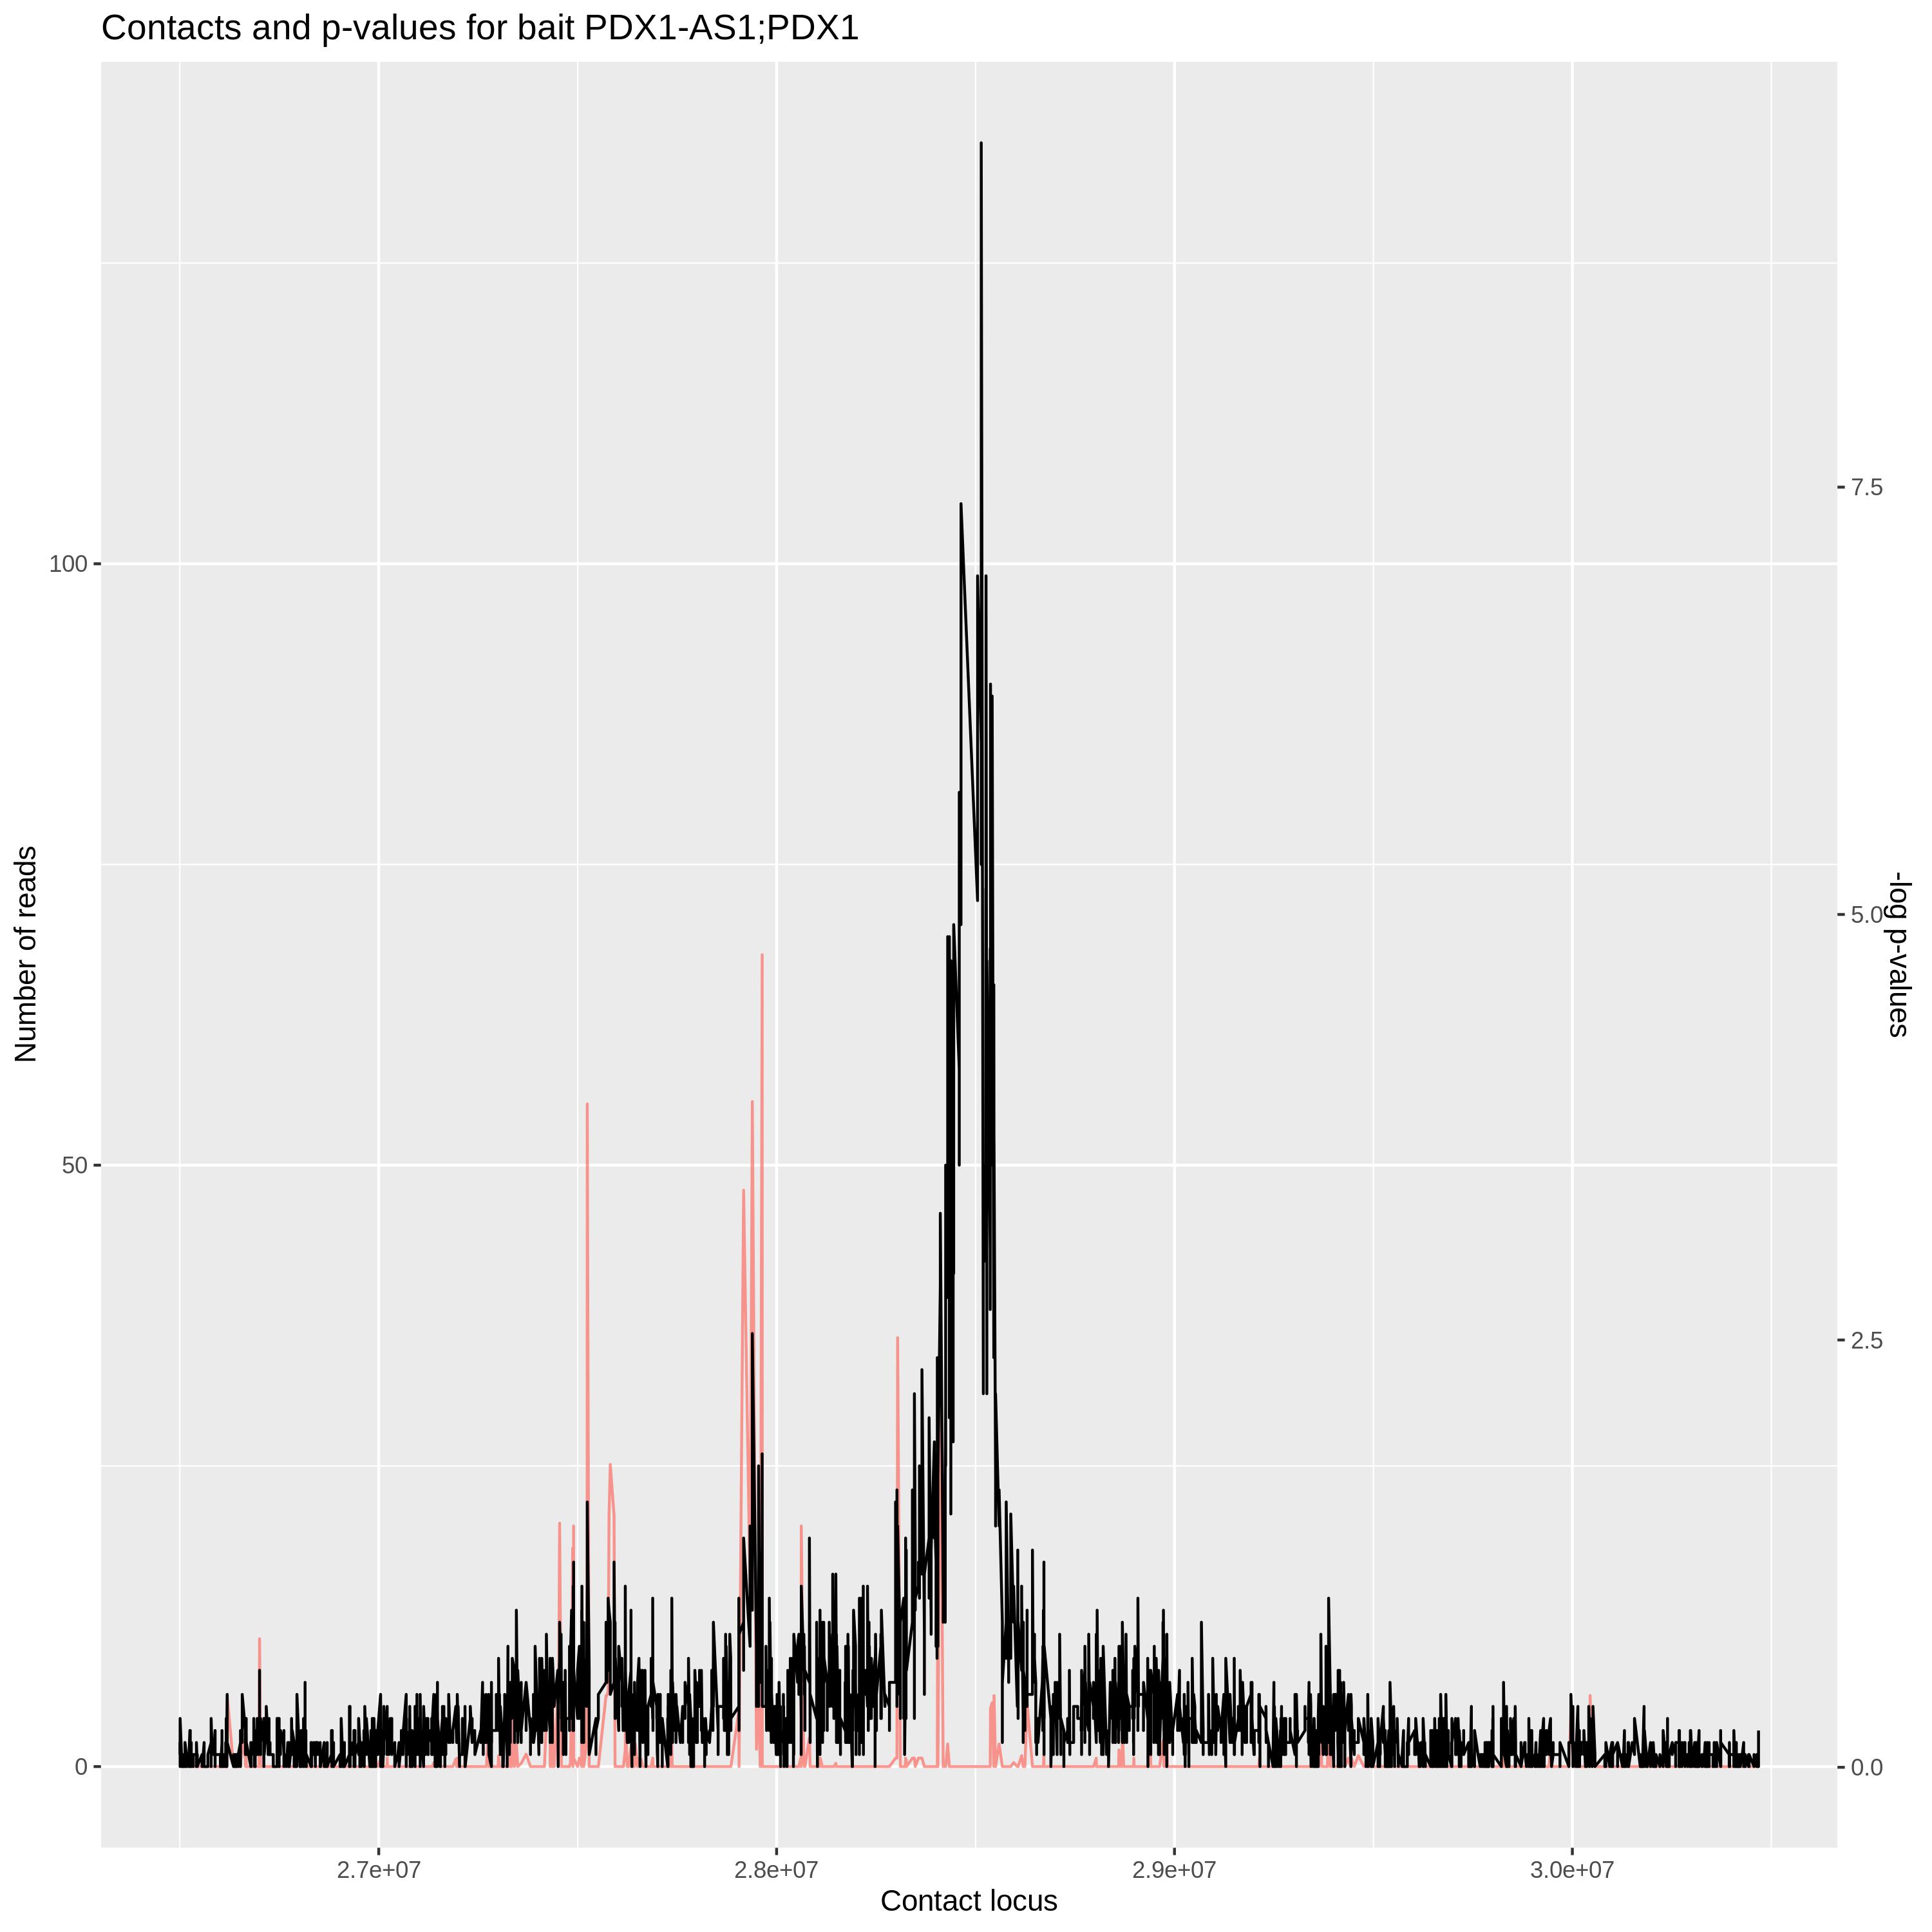 Contacts and p-values for bait PDX1-AS1;PDX1
100
50
0
Number of reads
7.5
5.0
2.5
0.0
-log p-values
2.7e+07
2.8e+07
2.9e+07
3.0e+07
Contact locus